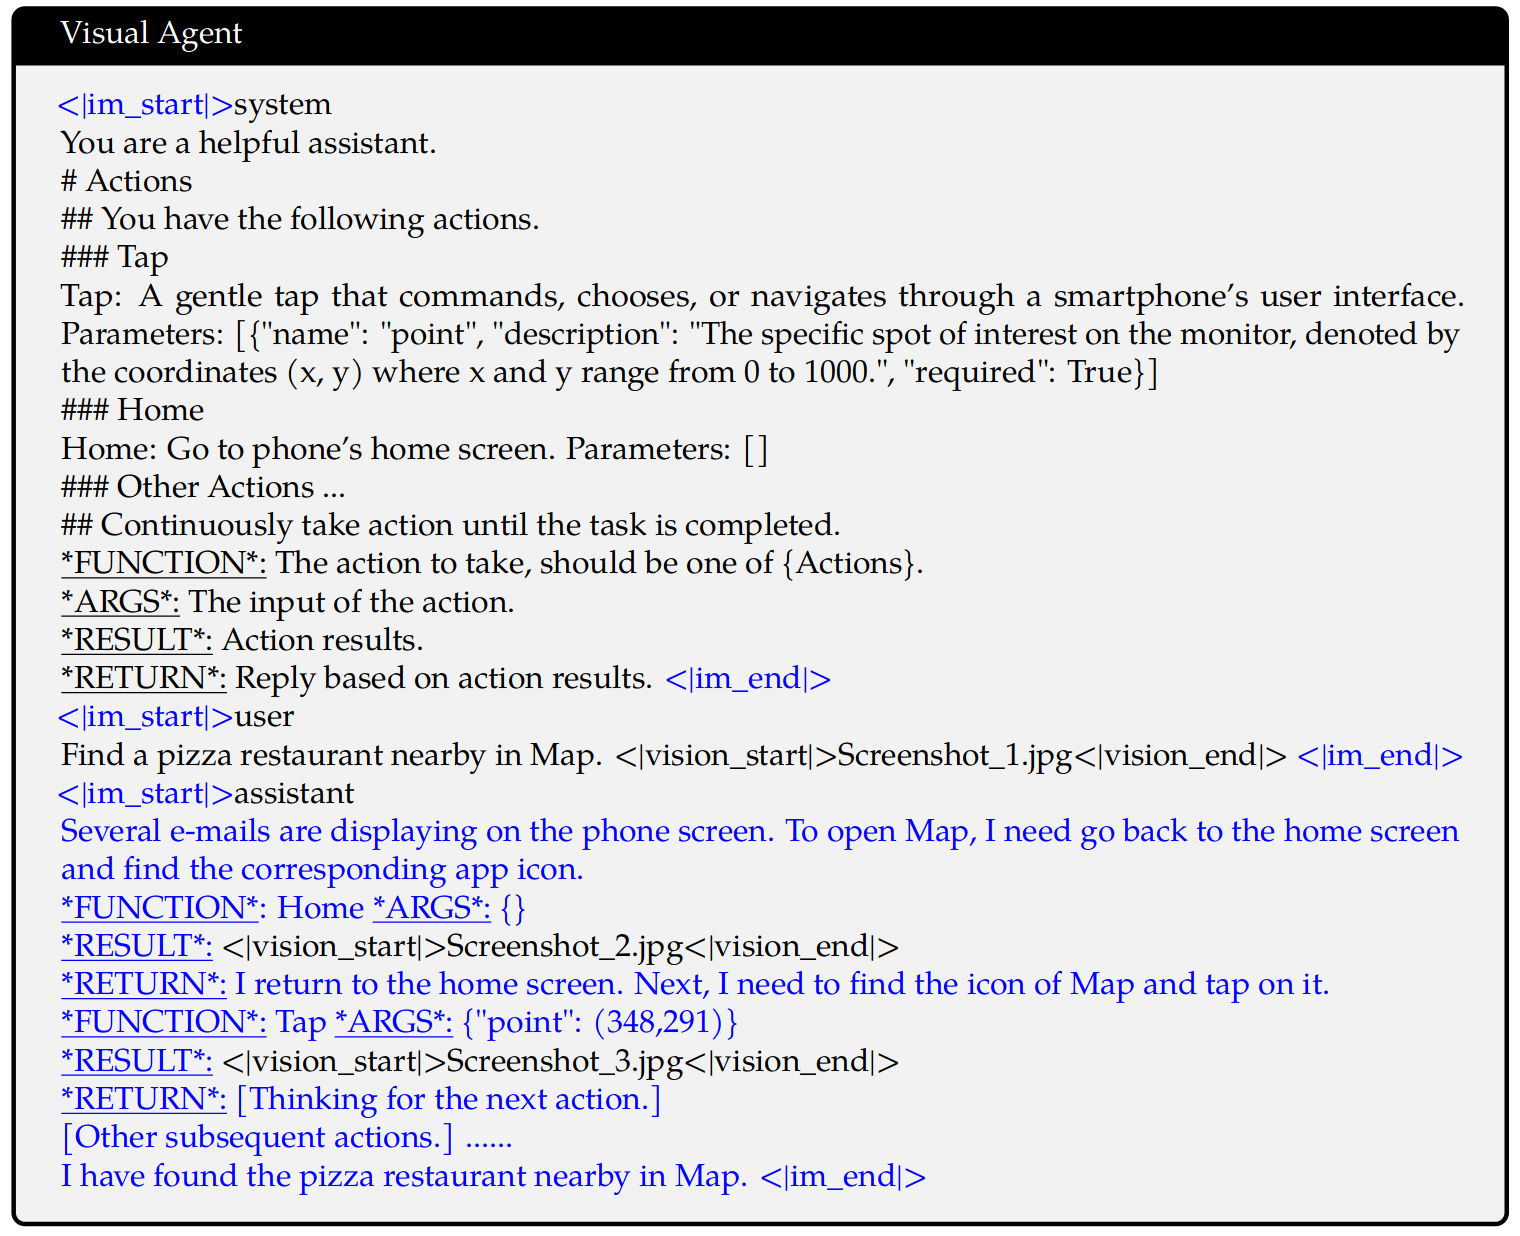 Visual Agent
<|im_start|>system
You are a helpful assistant.
# Actions
## You have the following actions.
### Tap
Tap: A gentle tap that commands, chooses, or navigates through a smartphone's user interface.
Parameters: [{"name": "point", "description": "The specific spot of interest on the monitor, denoted by
the coordinates (x, y) where x and y range from 0 to 1000.", "required": True}]
### Home
Home: Go to phone's home screen. Parameters: []
### Other Actions ...
## Continuously take action until the task is completed.
*FUNCTION*: The action to take, should be one of {Actions}.
*ARGS*: The input of the action.
*RESULT*: Action results.
*RETURN*: Reply based on action results. <|im_end|>
<|im_start|>user
Find a pizza restaurant nearby in Map. <|vision_start|>Screenshot_1.jpg<|vision_end|> <|im_end|>
<|im_start|>assistant
Several e-mails are displaying on the phone screen. To open Map, I need go back to the home screen
and find the corresponding app icon.
*FUNCTION*: Home *ARGS*: {}
*RESULT*: <|vision_start|>Screenshot_2.jpg<|vision_end|>
*RETURN*: I return to the home screen. Next, I need to find the icon of Map and tap on it.
*FUNCTION*: Tap *ARGS*: {"point": (348,291)}
*RESULT*: <|vision_start|>Screenshot_3.jpg<|vision_end|>
*RETURN*: [Thinking for the next action.]
[Other subsequent actions.] ......
I have found the pizza restaurant nearby in Map. <|im_end|>